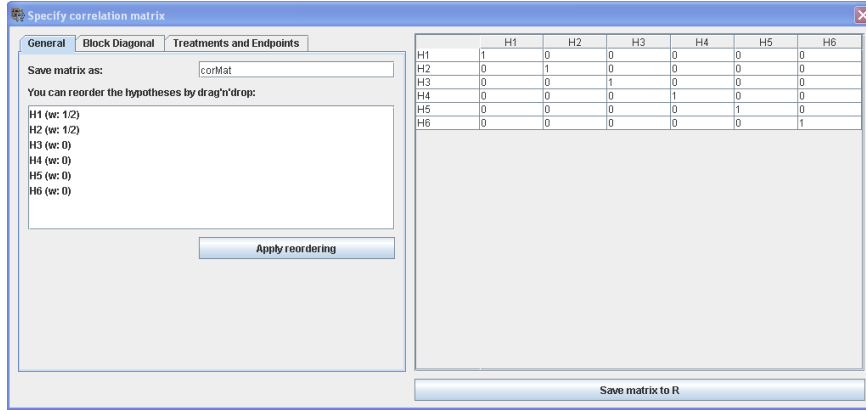 Specify correlation matrix
General Block Diagonal Treatments and Endpoints
Save matrix as: corMat
You can reorder the hypotheses by drag'n'drop:
H1 (w: 1/2)
H2 (w: 1/2)
H3 (w: 0)
H4 (w: 0)
H5 (w: 0)
H6 (w: 0)
Apply reordering
H1 H2 H3 H4 H5 H6
H1 1 0 0 0 0 0
H2 0 1 0 0 0 0
H3 0 0 1 0 0 0
H4 0 0 0 1 0 0
H5 0 0 0 0 1 0
H6 0 0 0 0 0 1
Save matrix to R